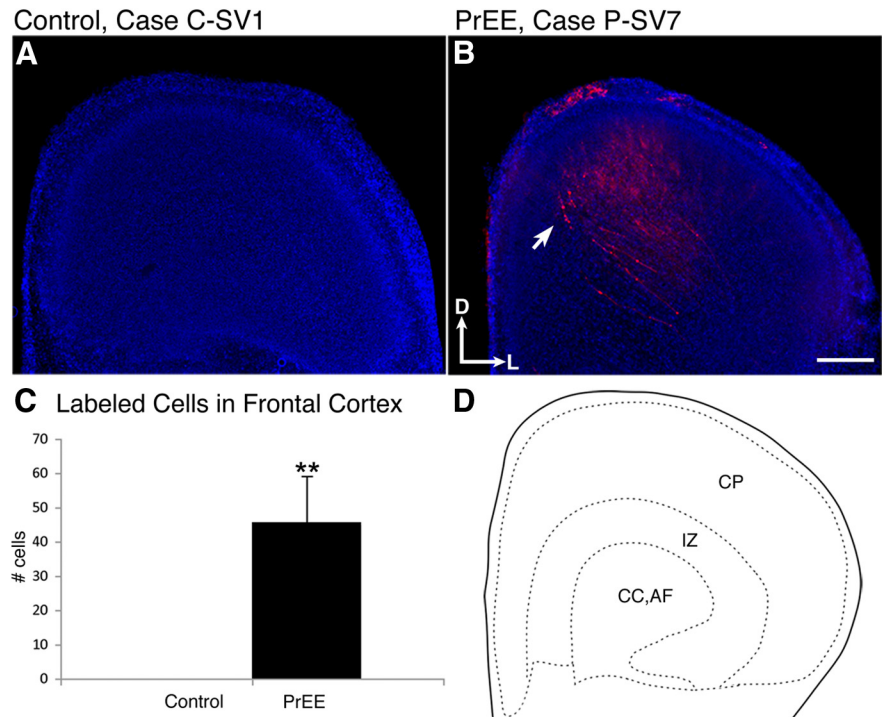 Control, Case C-SV1
PrEE, Case P-SV7
A
B
D
L
C Labeled Cells in Frontal Cortex
70
60
50
40
30
20
10
0
# cells
**
Control
PrEE
D
CP
IZ
CC,AF